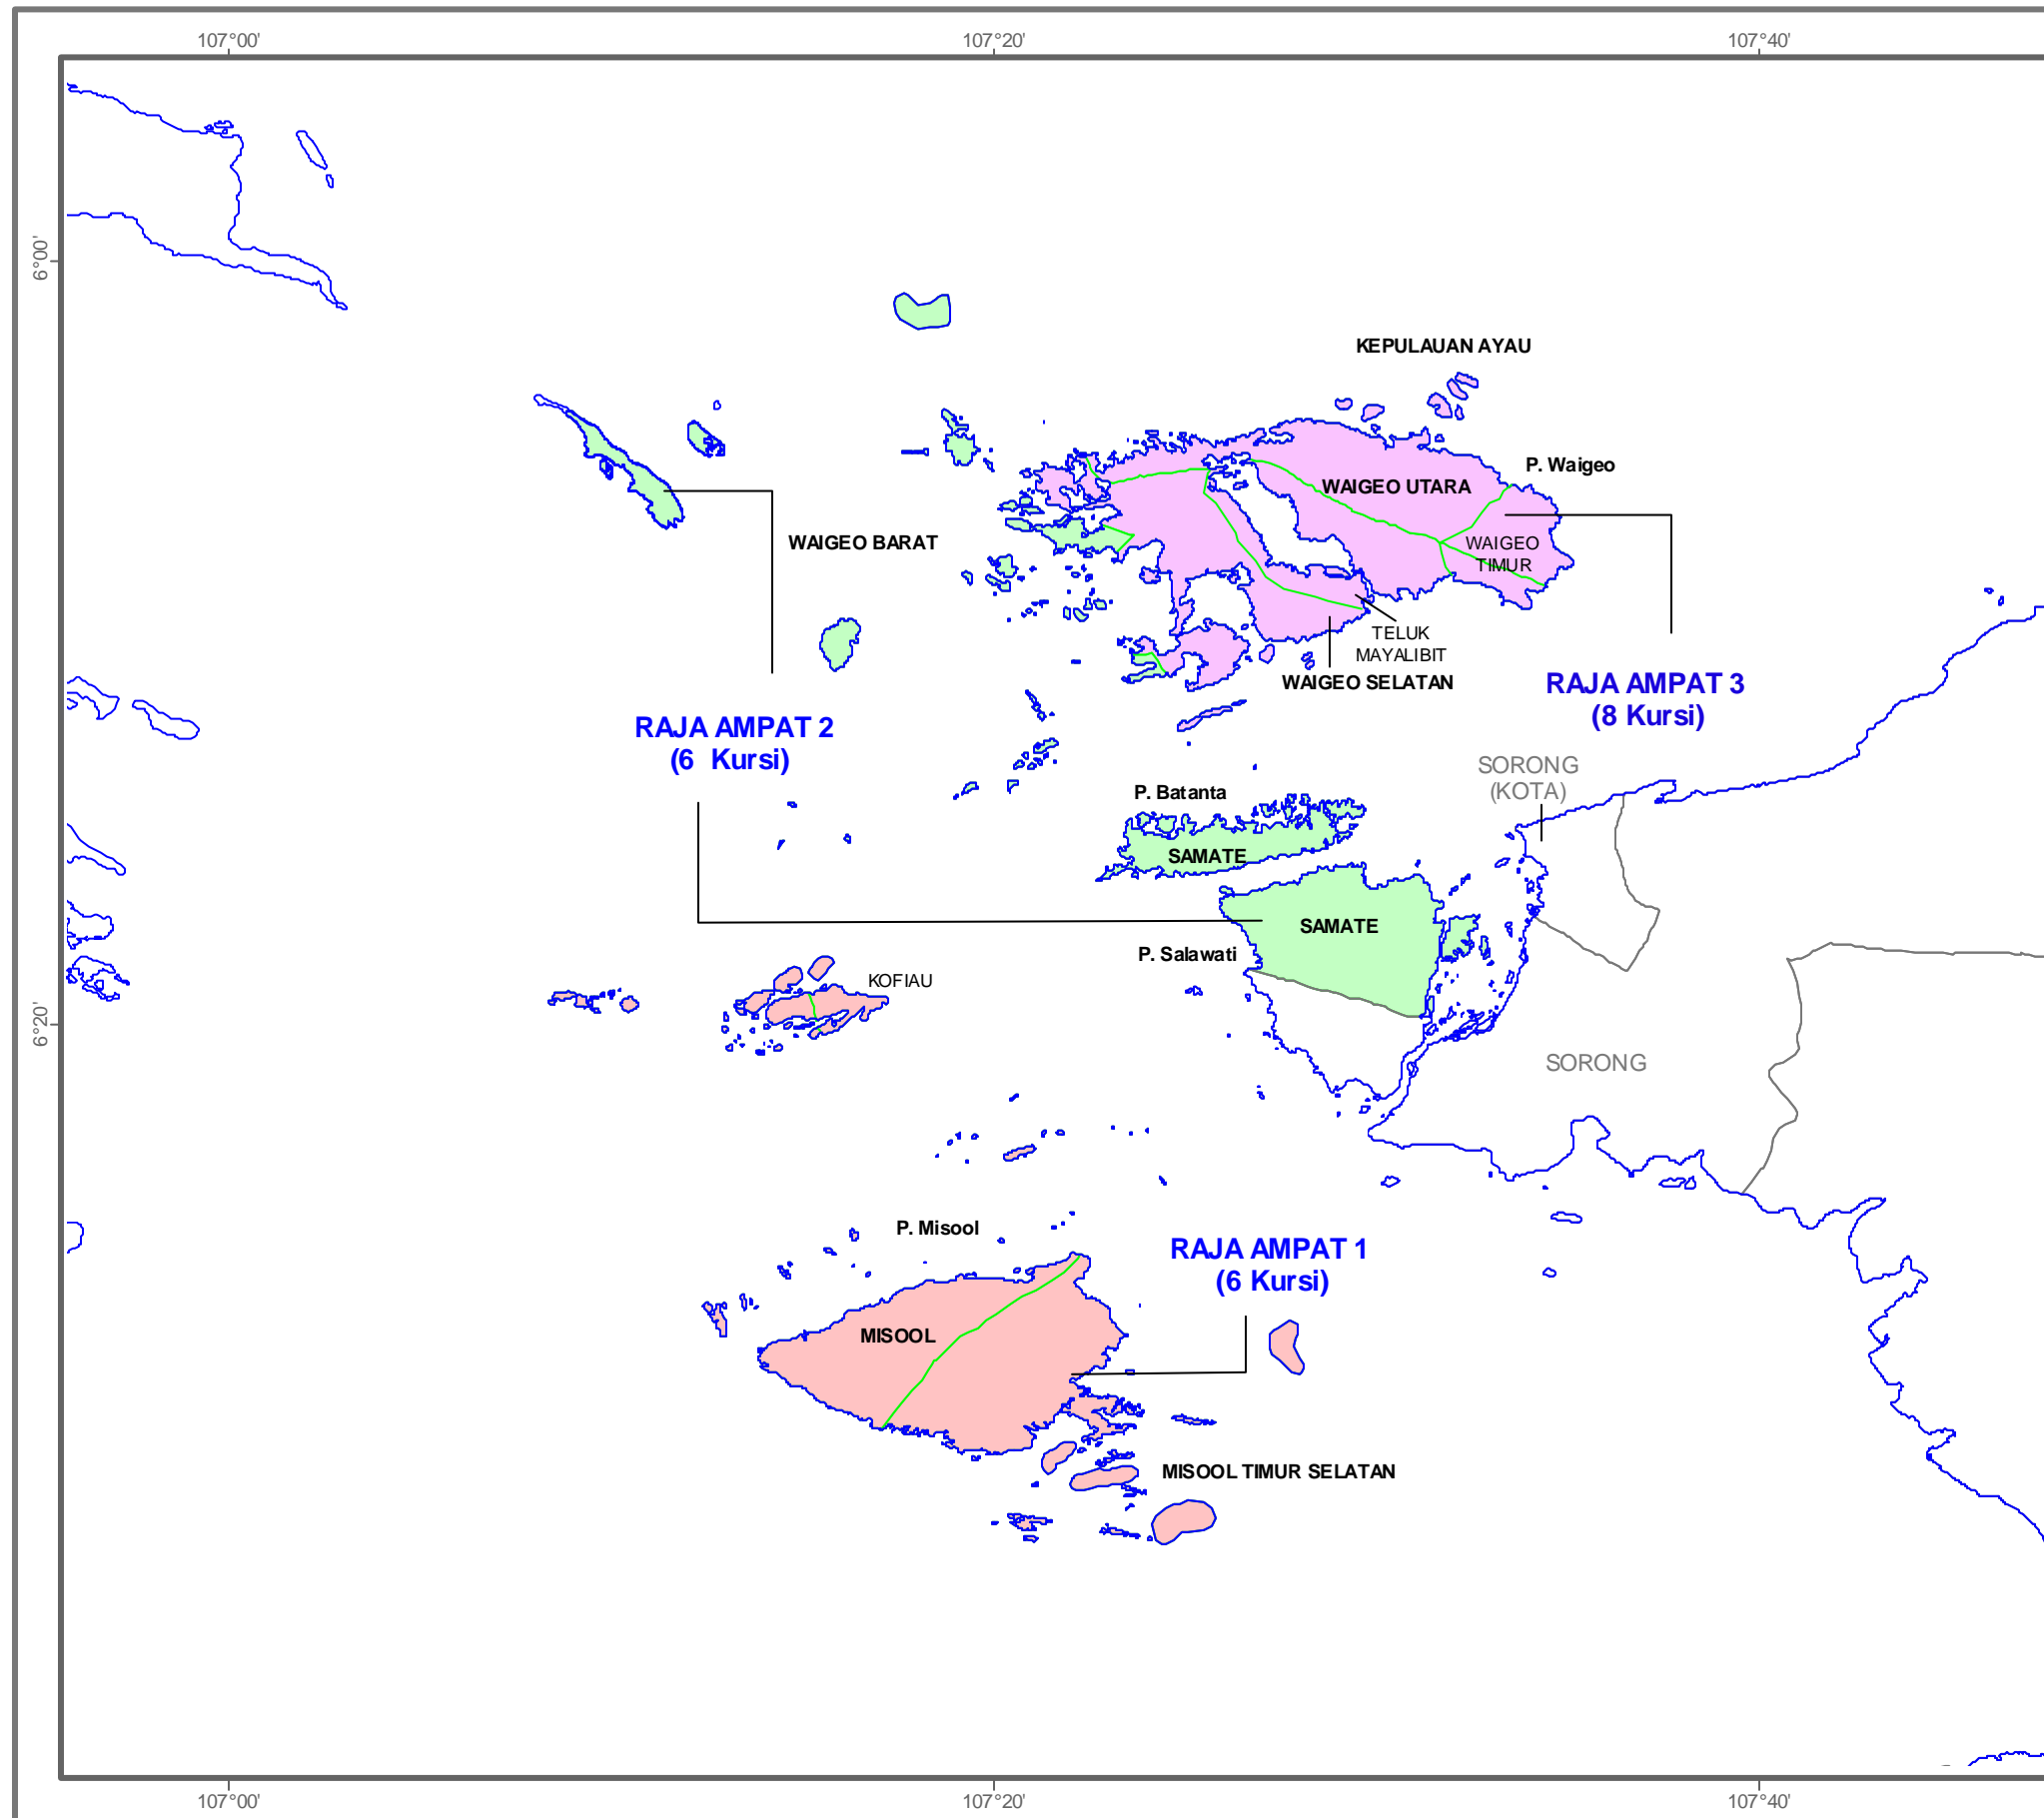 107°00'
107°20'
107°40'
6°00'
KEPULAUAN AYAU
P. Waigeo
WAIGEO UTARA
WAIGEO BARAT
WAIGEO
TIMUR
TELUK
MAYALIBIT
WAIGEO SELATAN
RAJA AMPAT 3
(8 Kursi)
RAJA AMPAT 2
(6 Kursi)
SORONG
(KOTA)
P. Batanta
SAMATE
SAMATE
P. Salawati
KOFIAU
6°20'
SORONG
P. Misool
RAJA AMPAT 1
(6 Kursi)
MISOOL
MISOOL TIMUR SELATAN
107°00'
107°20'
107°40'